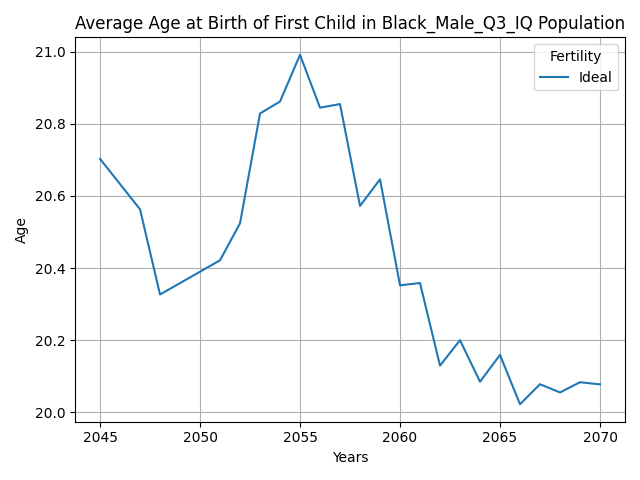 Average Age at Birth of First Child in Black_Male_Q3_IQ Population
21.0
20.8
20.6
20.4
20.2
20.0
Age
2045 2050 2055 2060 2065 2070
Years
Fertility
Ideal